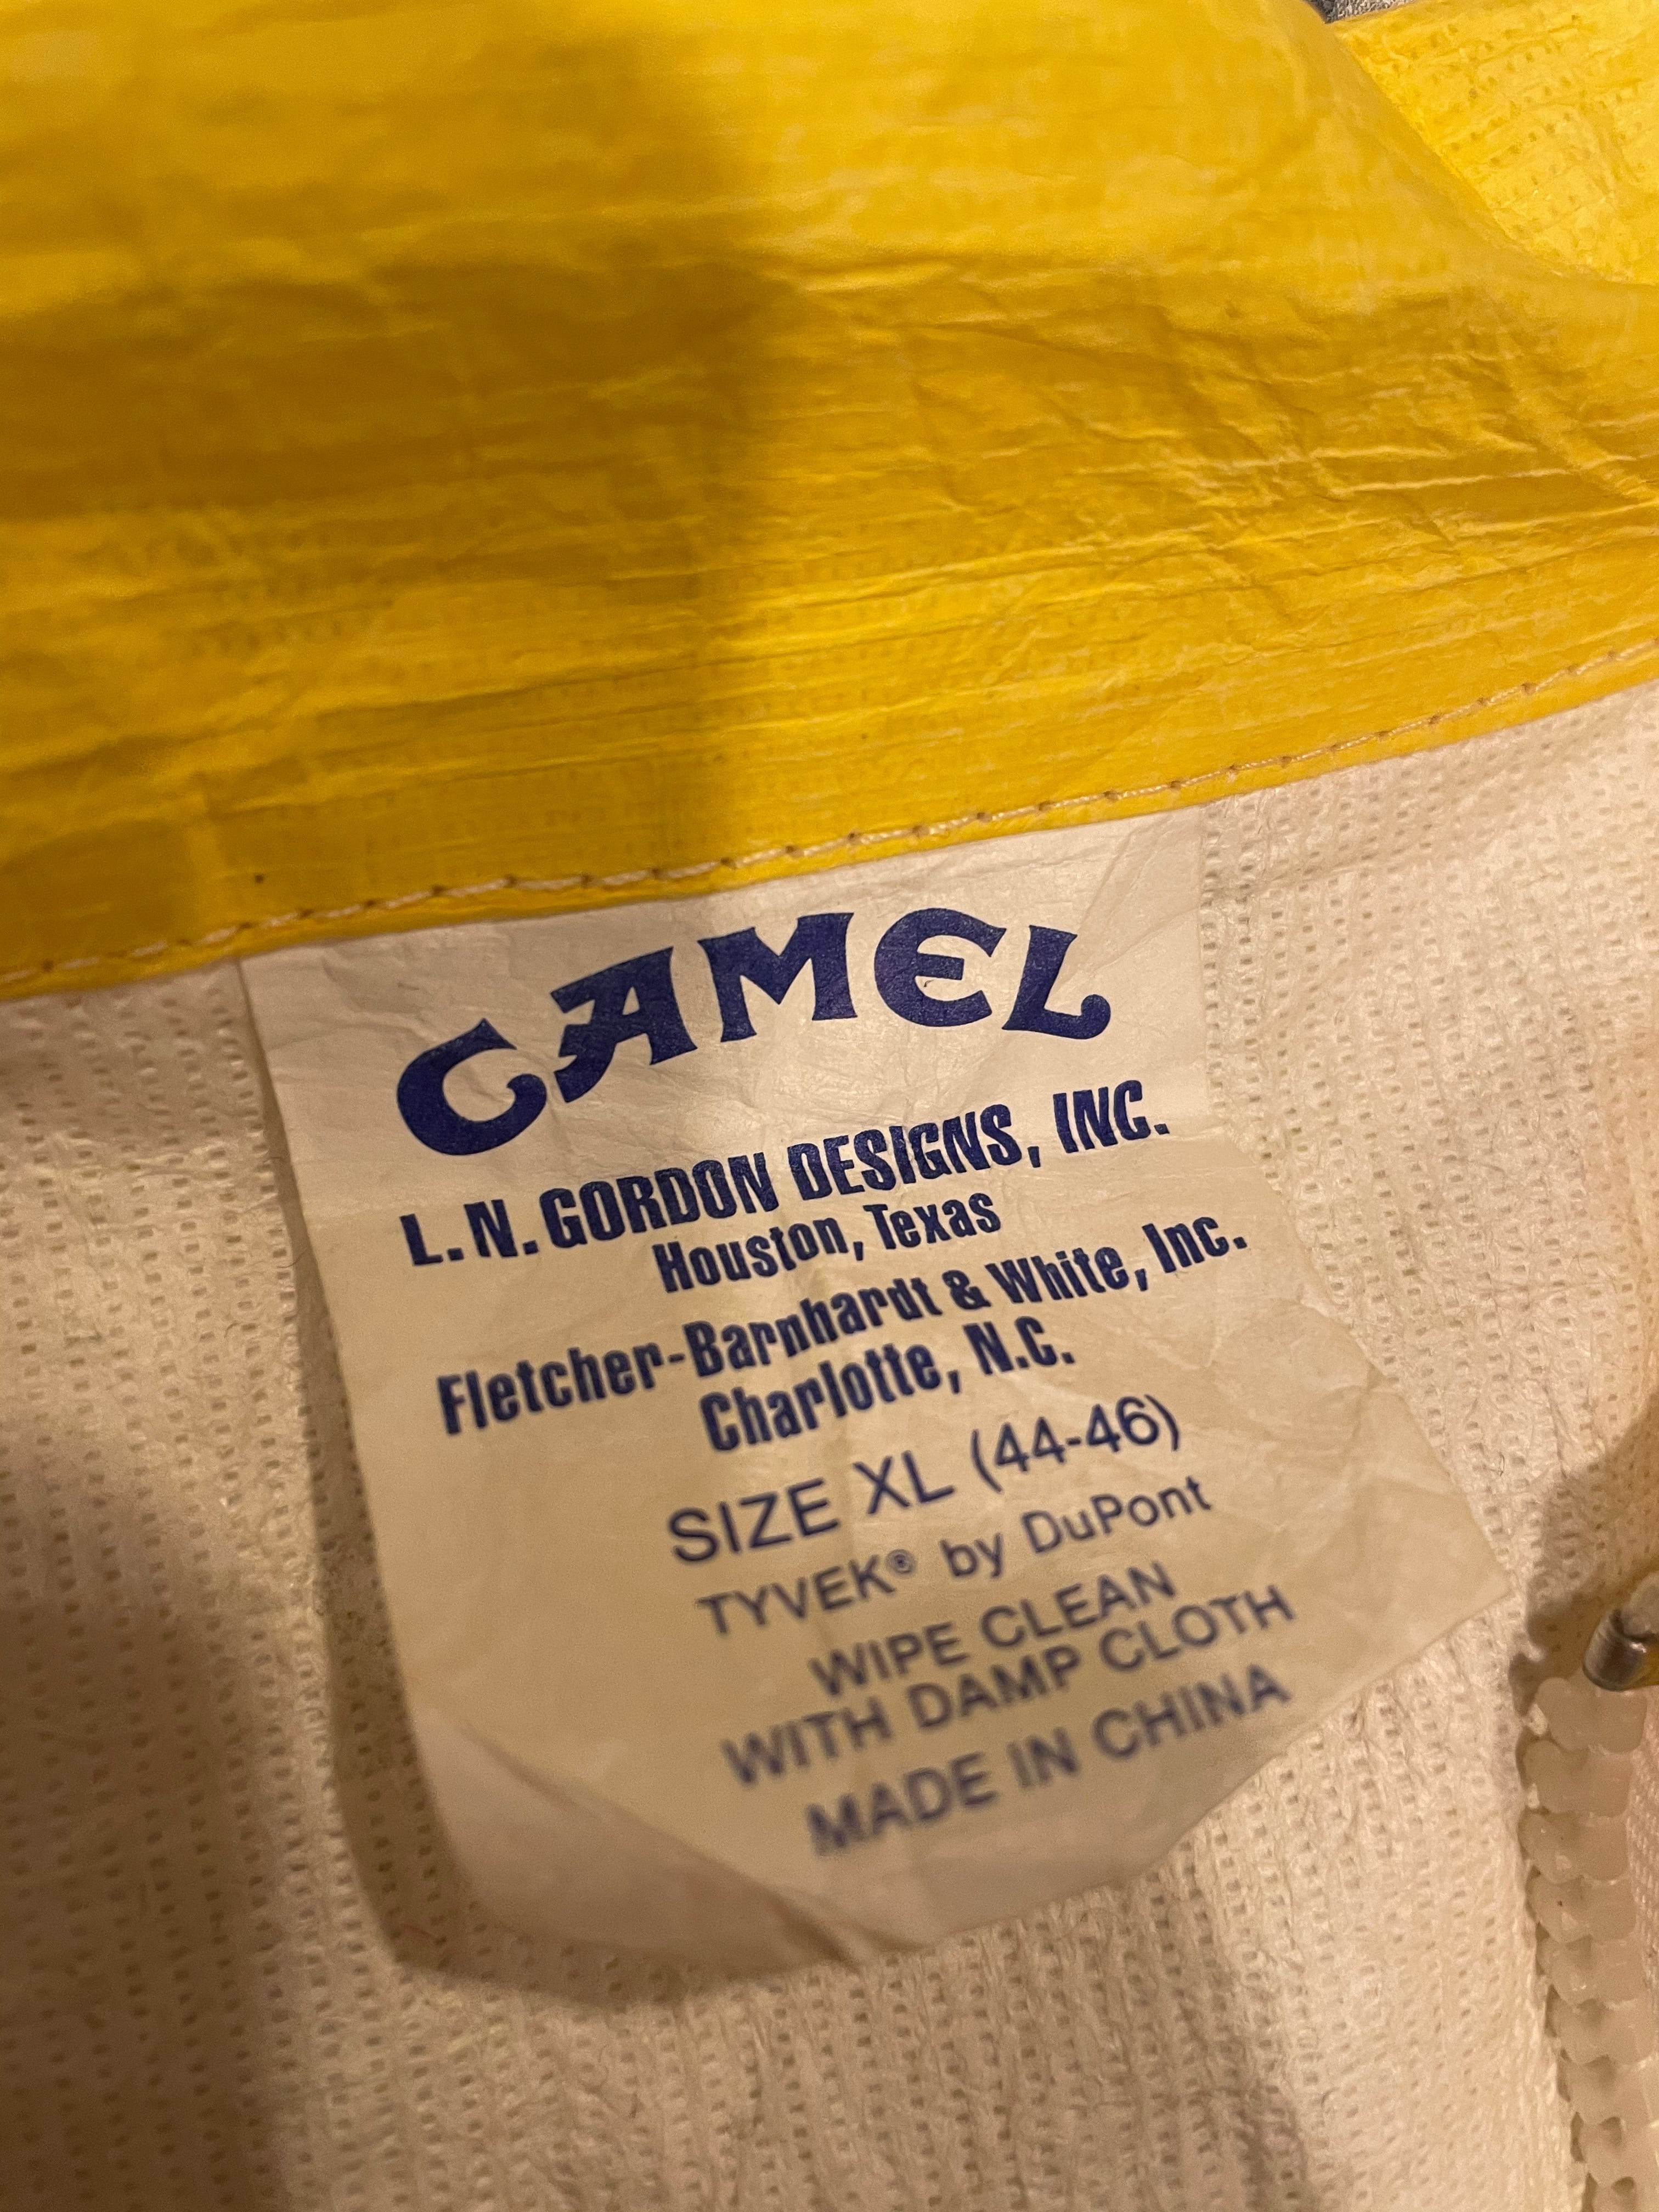 CAMEL
L.N. GORDON DESIGNS, INC.
Houston, Texas
Fletcher-Barnhardt & White, Inc.
Charlotte, N.C.
SIZE XL (44-46)
TYVEK® by DuPont
WIPE CLEAN
WITH DAMP CLOTH
MADE IN CHINA